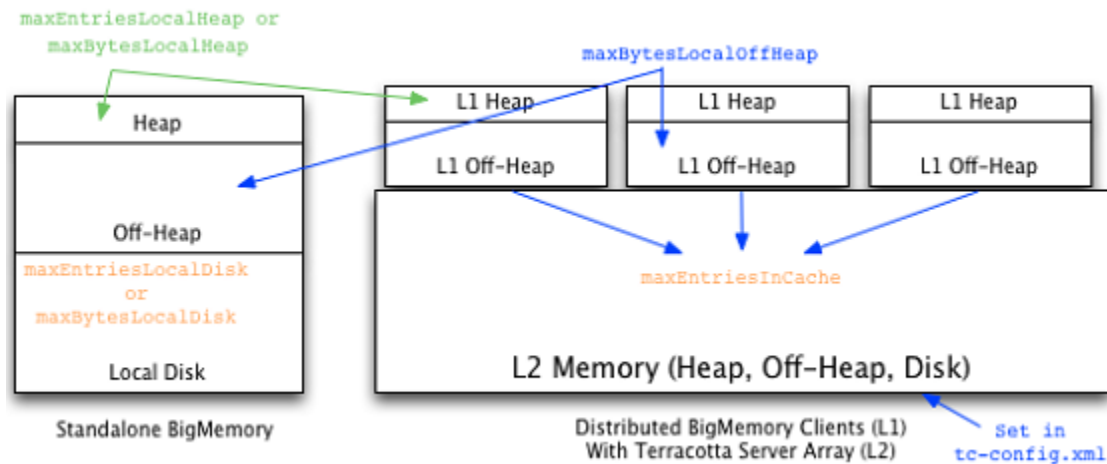 maxEntriesLocalHeap or
maxBytesLocalHeap
maxBytesLocalOffHeap
Heap
Off-Heap
maxEntriesLocalDisk
or
maxBytesLocalDisk
Local Disk
Standalone BigMemory
L1 Heap
L1 Off-Heap
L1 Heap
L1 Off-Heap
L1 Heap
L1 Off-Heap
maxEntriesInCache
L2 Memory (Heap, Off-Heap, Disk)
Distributed BigMemory Clients (L1)
With Terracotta Server Array (L2)
Set in
tc-config.xml